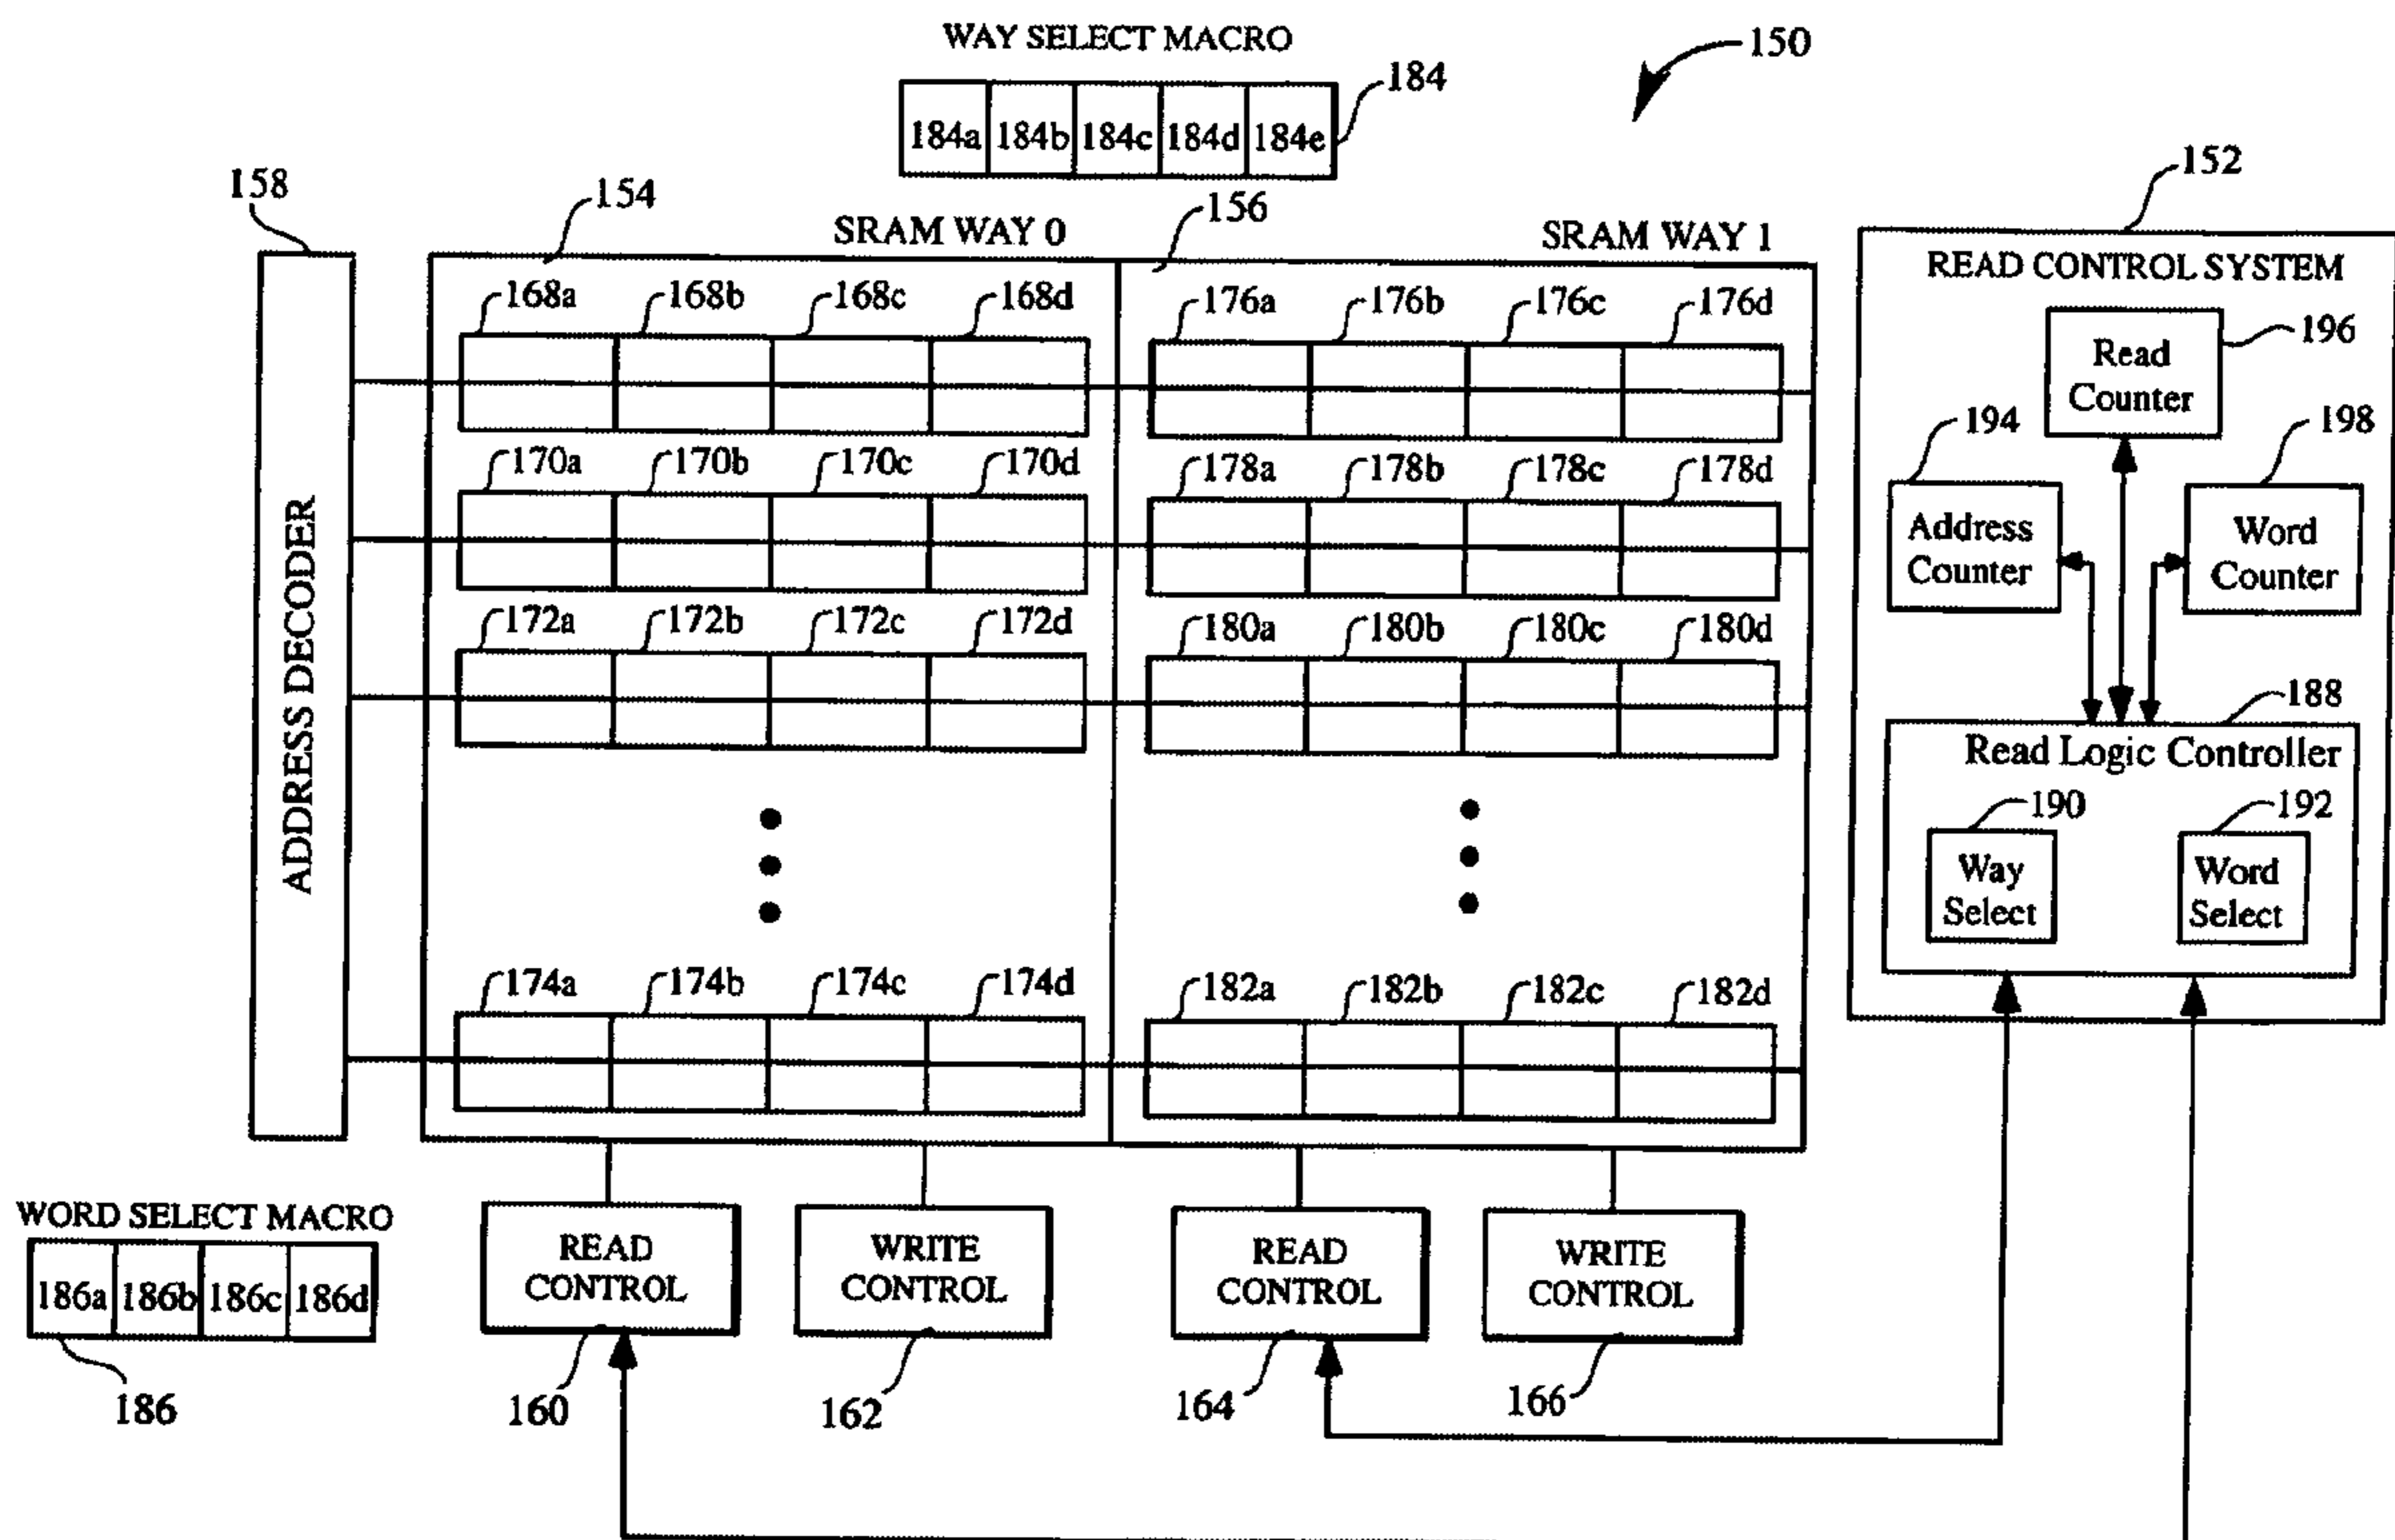 WAY SELECT MACRO
150
184
184a 184b 184c 184d 184e
158
154
156
152
SRAM WAY 0
SRAM WAY 1
READ CONTROL SYSTEM
168a 168b 168c 168d
176a 176b 176c 176d
196
Read
Counter
194
198
170a 170b 170c 170d
178a 178b 178c 178d
Address
Counter
Word
Counter
ADDRESS DECODER
172a 172b 172c 172d
180a 180b 180c 180d
188
Read Logic Controller
190
192
Way
Select
Word
Select
174a 174b 174c 174d
182a 182b 182c 182d
WORD SELECT MACRO
186a 186b 186c 186d
186
READ
CONTROL
WRITE
CONTROL
READ
CONTROL
WRITE
CONTROL
160
162
164
166